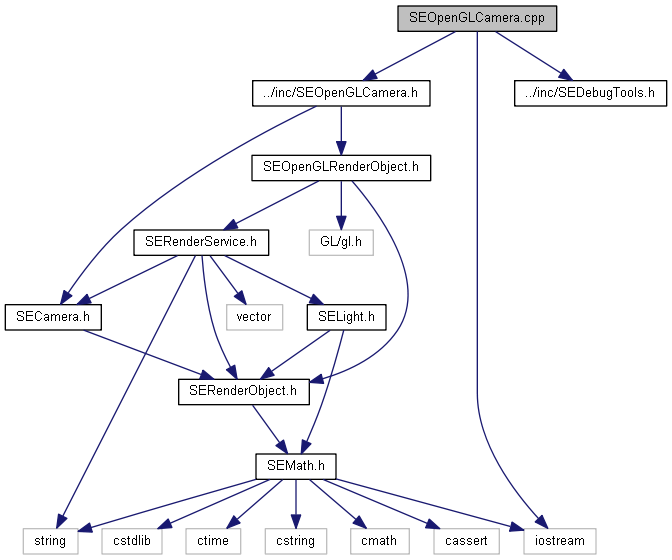 SEOpenGLCamera.cpp
../inc/SEOpenGLCamera.h
../inc/SEDebugTools.h
SEOpenGLRenderObject.h
SERenderService.h
GL/gl.h
SECamera.h
vector
SELight.h
SERenderObject.h
SEMath.h
string
cstdlib
ctime
cstring
cmath
cassert
iostream